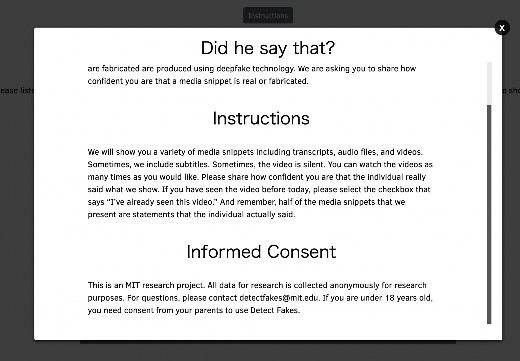 Instructions
X
Did he say that?
are fabricated are produced using deepfake technology. We are asking you to share how
confident you are that a media snippet is real or fabricated.
Instructions
We will show you a variety of media snippets including transcripts, audio files, and videos.
Sometimes, we include subtitles. Sometimes, the video is silent. You can watch the videos as
many times as you would like. Please share how confident you are that the individual really
said what we show. If you have seen the video before today, please select the checkbox that
says “I've already seen this video.” And remember, half of the media snippets that we
present are statements that the individual actually said.
Informed Consent
This is an MIT research project. All data for research is collected anonymously for research
purposes. For questions, please contact detectfakes@mit.edu. If you are under 18 years old,
you need consent from your parents to use Detect Fakes.